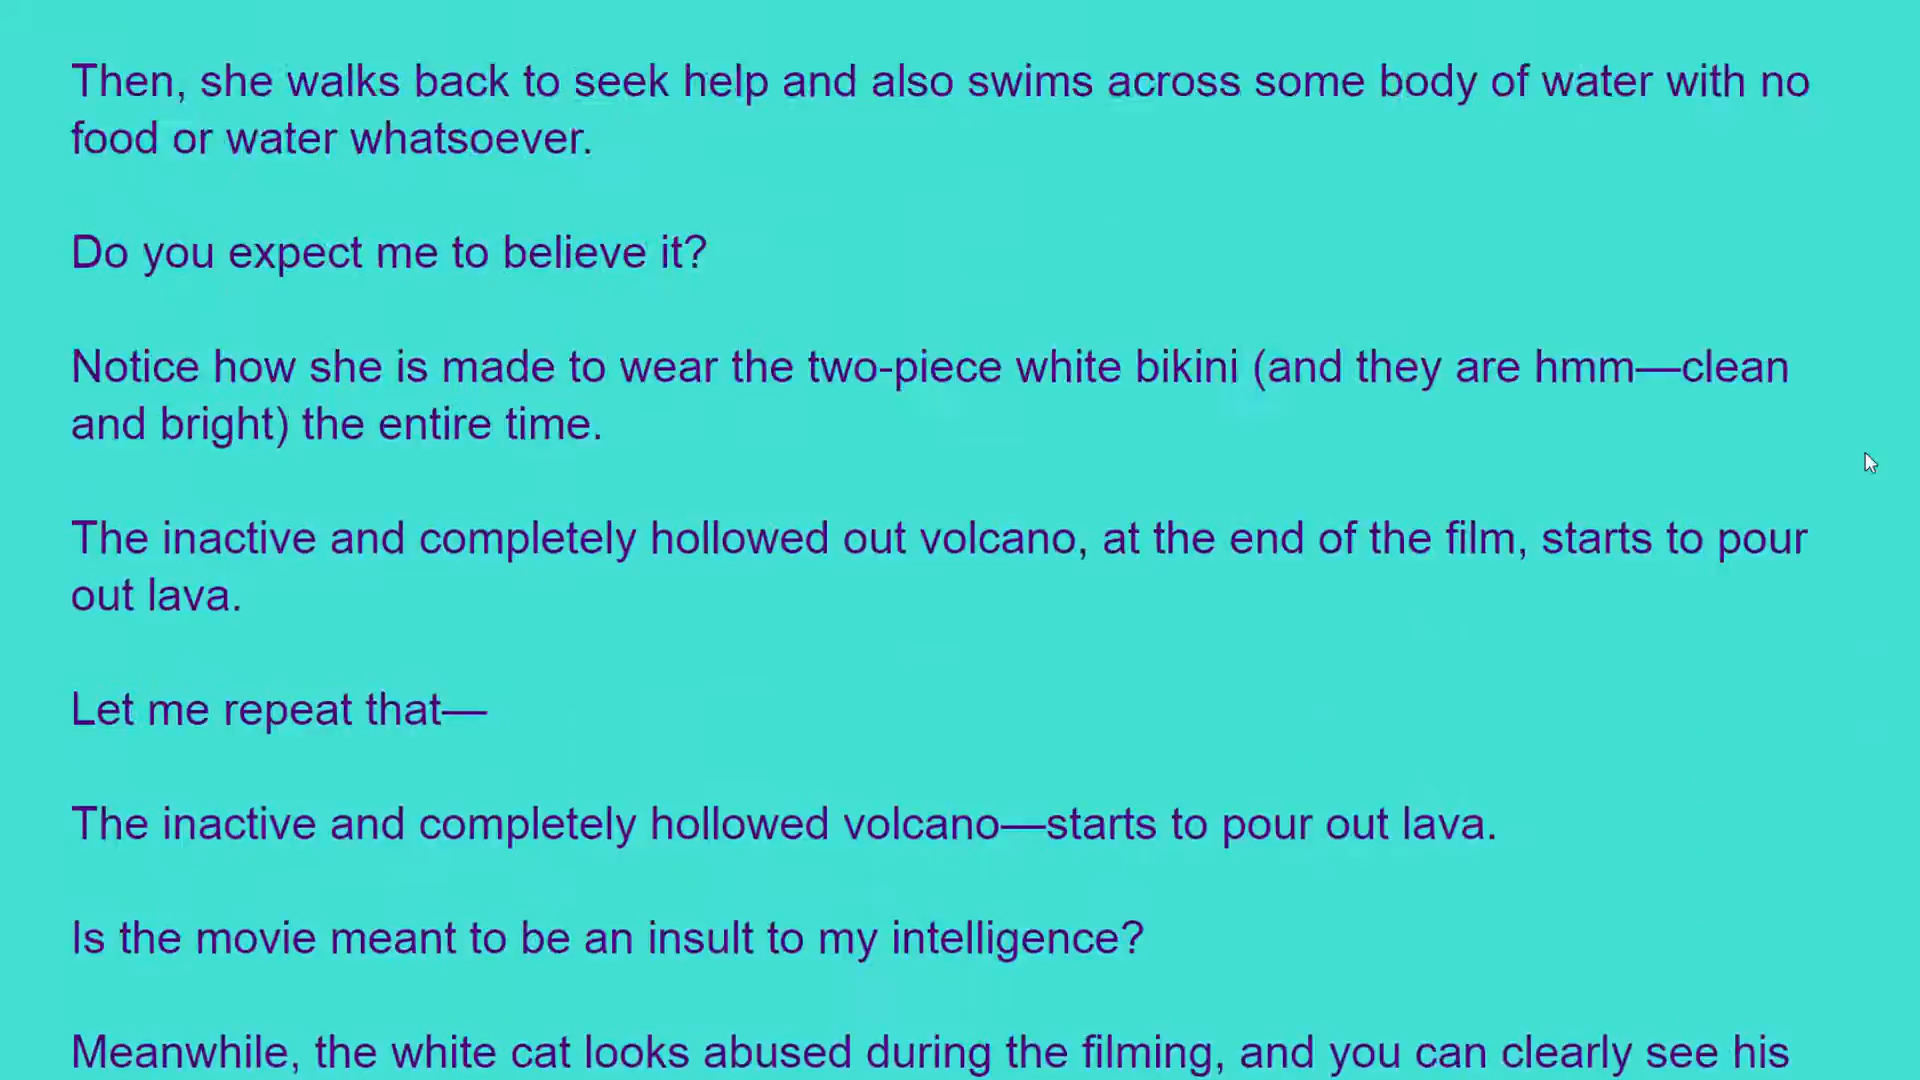 Then, she walks back to seek help and also swims across some body of water with no
food or water whatsoever.
Do you expect me to believe it?
Notice how she is made to wear the two-piece white bikini (and they are hmm—clean
and bright) the entire time.
The inactive and completely hollowed out volcano, at the end of the film, starts to pour
out lava.
Let me repeat that—
The inactive and completely hollowed volcano—starts to pour out lava.
Is the movie meant to be an insult to my intelligence?
Meanwhile, the white cat looks abused during the filming, and you can clearly see his